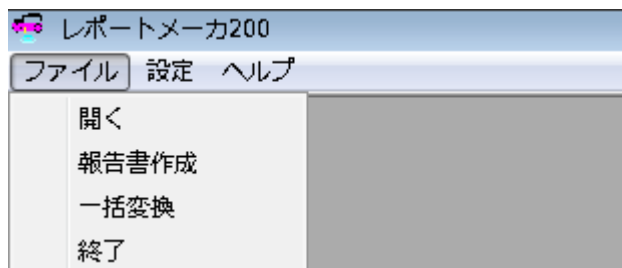 レポートメーカ200
ファイル 設定 ヘルプ
開く
報告書作成
一括変換
終了